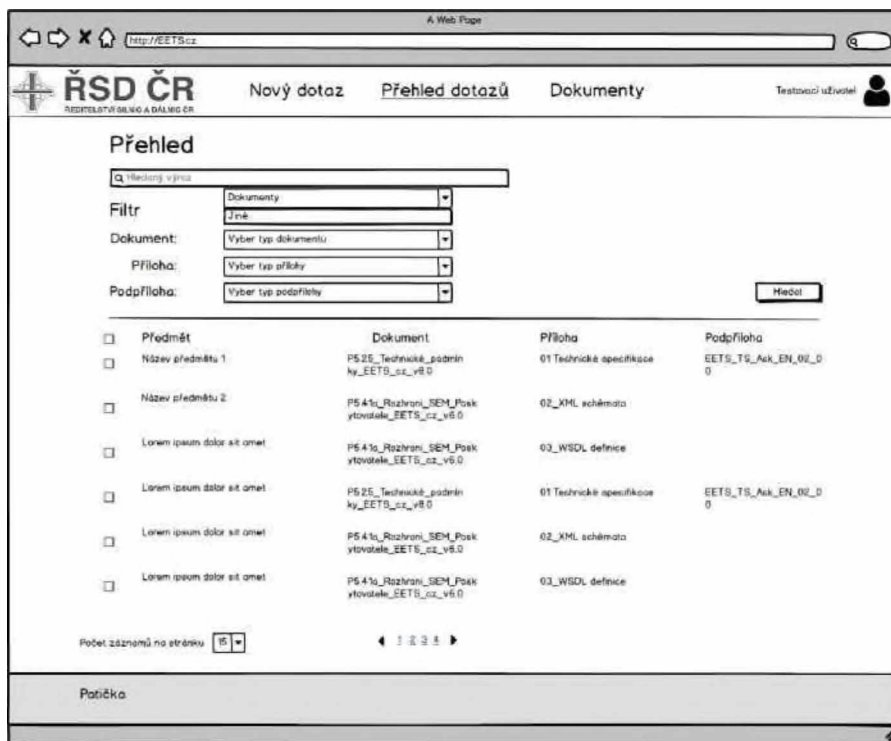 A Web Page
http://EETS.cz
ŘSD ČR
ŘEDITELSTVÍ SILNIC A DÁLNIC ČR
Nový dotaz
Přehled dotazů
Dokumenty
Testovací uživatel
Přehled
Hledaný výraz
Filtr
Dokumenty
Jiné
Dokument:
Vyber typ dokumentu
Příloha:
Vyber typ přílohy
Podpříloha:
Vyber typ podpřílohy
Hledat
Předmět Dokument Příloha Podpříloha
Název předmětu 1 P5.25_Technické_podmín 01 Technické specifikace EETS_TS_Ask_EN_02_0
ky_EETS_cz_v8.0 0
Název předmětu 2 P5.41a_Rozhraní_SEM_Posk 02_XML schémata
ytovatele_EETS_cz_v6.0
Lorem ipsum dolor sit amet P5.41a_Rozhraní_SEM_Posk 03_WSDL definice
ytovatele_EETS_cz_v6.0
Lorem ipsum dolor sit amet P5.25_Technické_podmín 01 Technické specifikace EETS_TS_Ask_EN_02_0
ky_EETS_cz_v8.0 0
Lorem ipsum dolor sit amet P5.41a_Rozhraní_SEM_Posk 02_XML schémata
ytovatele_EETS_cz_v6.0
Lorem ipsum dolor sit amet P5.41a_Rozhraní_SEM_Posk 03_WSDL definice
ytovatele_EETS_cz_v6.0
Počet záznamů na stránku 15
1 2 3 4
Patička